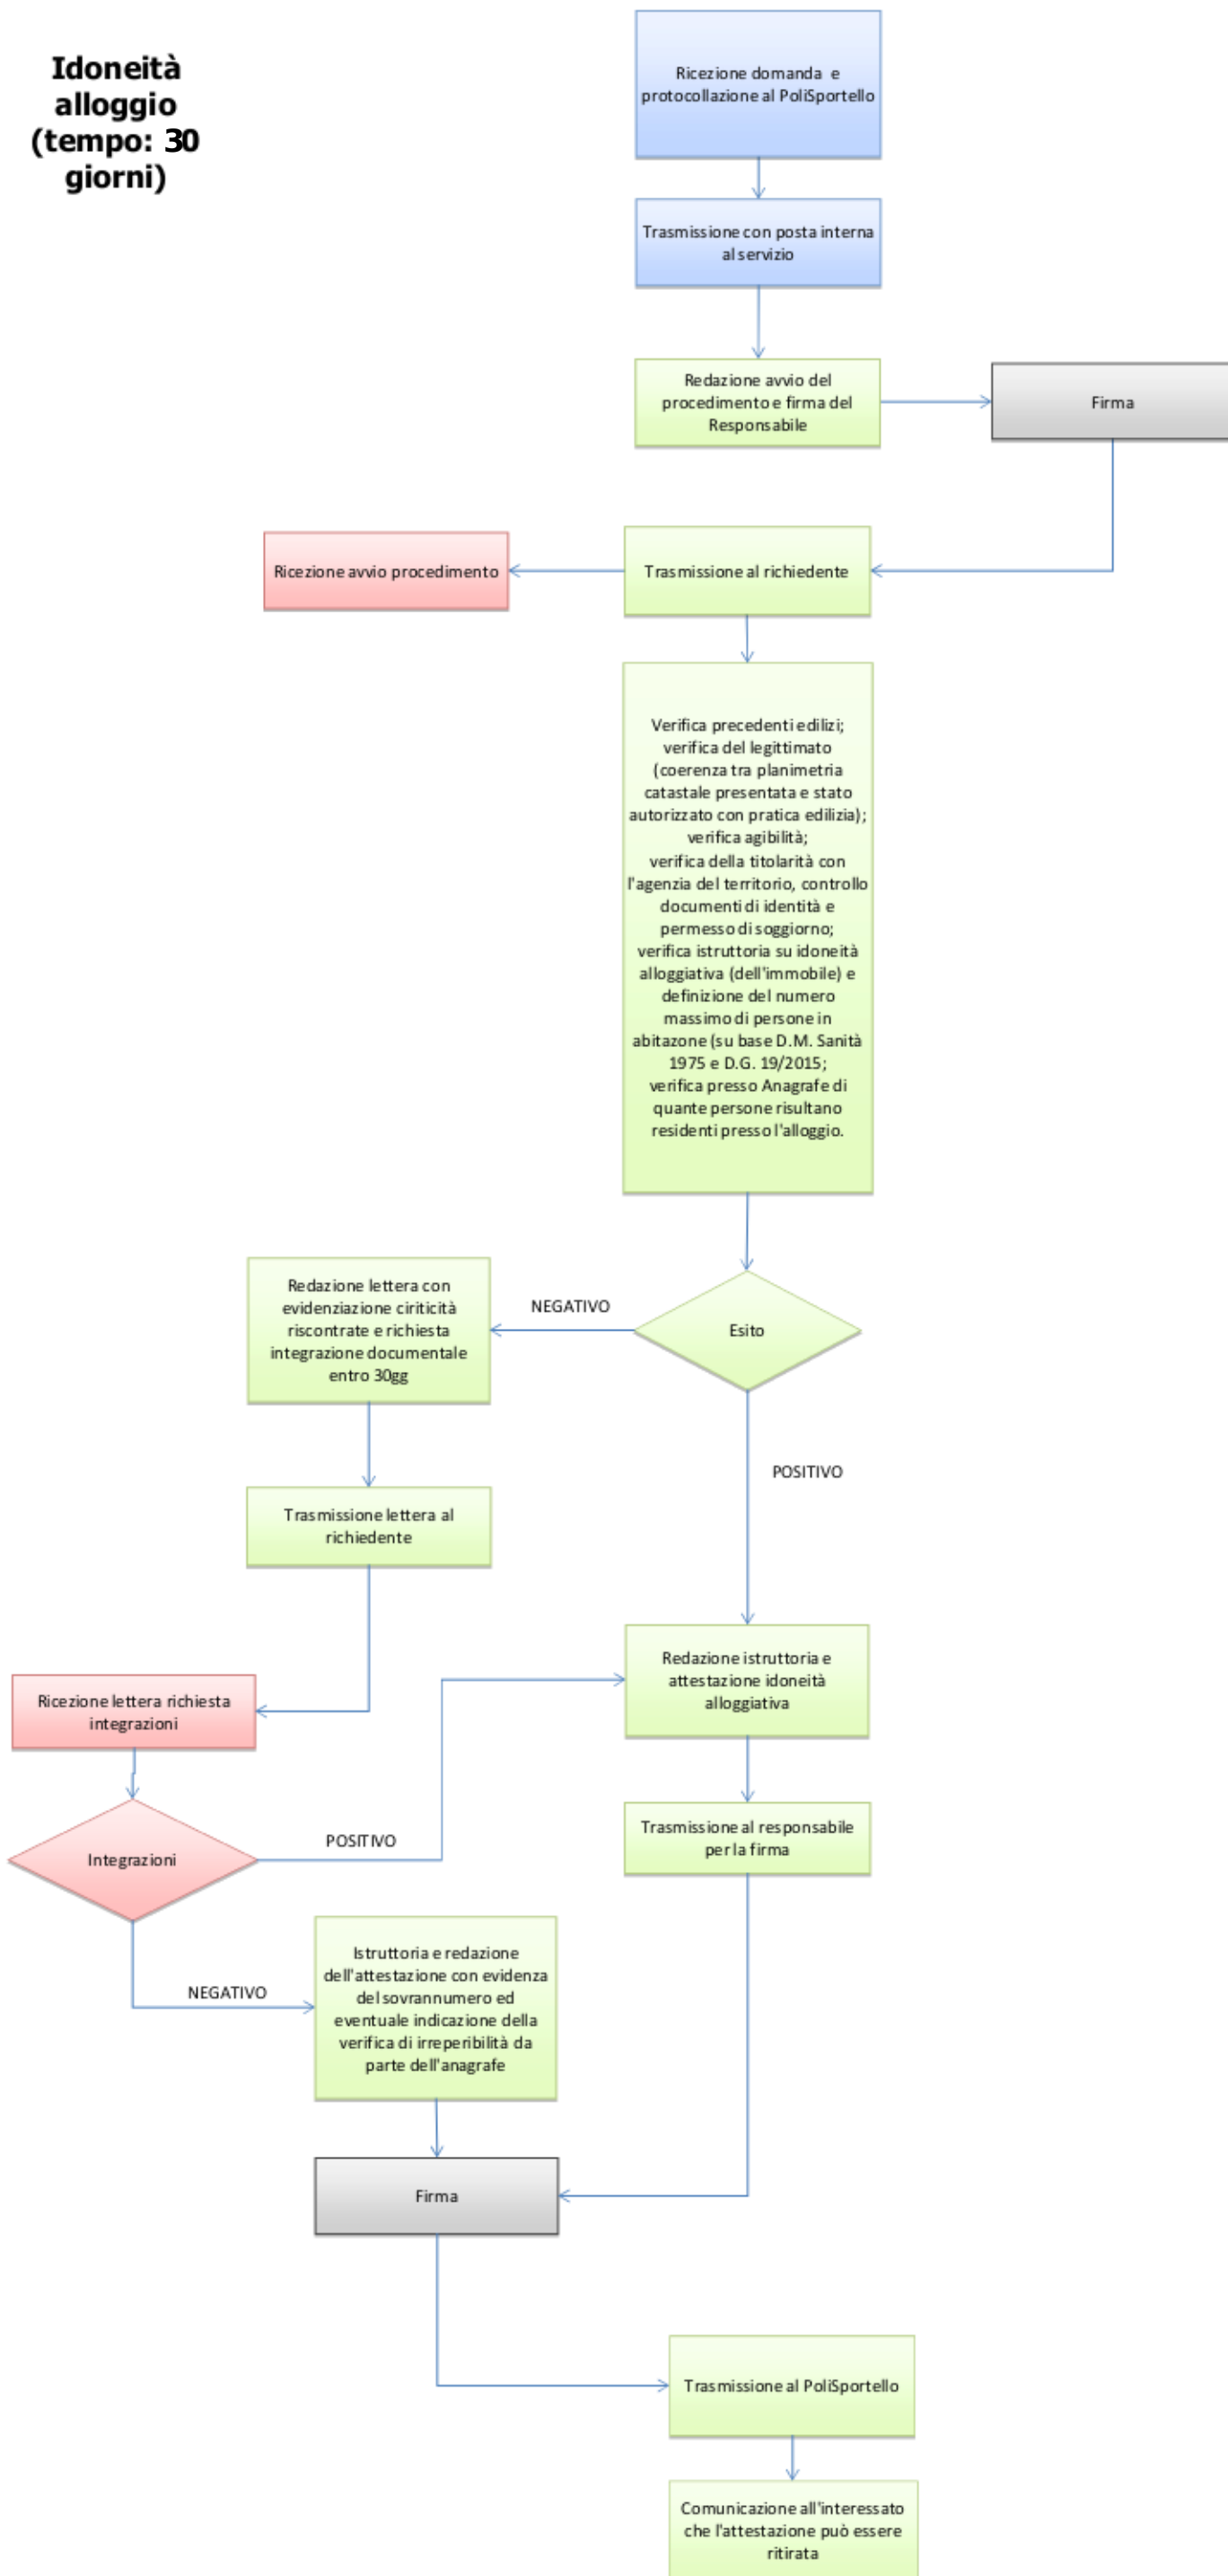 Idoneità
alloggio
(tempo: 30
giorni)
Ricezione domanda e
protocollazione al PoliSportello
Trasmissione con posta interna
al servizio
Redazione avvio del
procedimento e firma del
Responsabile
Firma
Ricezione avvio procedimento
Trasmissione al richiedente
Verifica precedenti edilizi;
verifica del legittimato
(coerenza tra planimetria
catastale presentata e stato
autorizzato con pratica edilizia);
verifica agibilità;
verifica della titolarità con
l'agenzia del territorio, controllo
documenti di identità e
permesso di soggiorno;
verifica istruttoria su idoneità
alloggiativa (dell'immobile) e
definizione del numero
massimo di persone in
abitazone (su base D.M. Sanità
1975 e D.G. 19/2015;
verifica presso Anagrafe di
quante persone risultano
residenti presso l'alloggio.
Redazione lettera con
evidenziazione ciriticità
riscontrate e richiesta
integrazione documentale
entro 30gg
NEGATIVO
Esito
POSITIVO
Trasmissione lettera al
richiedente
Redazione istruttoria e
attestazione idoneità
alloggiativa
Ricezione lettera richiesta
integrazioni
Trasmissione al responsabile
per la firma
POSITIVO
Integrazioni
Istruttoria e redazione
dell'attestazione con evidenza
del sovrannumero ed
eventuale indicazione della
verifica di irreperibilità da
parte dell'anagrafe
NEGATIVO
Firma
Trasmissione al PoliSportello
Comunicazione all'interessato
che l'attestazione può essere
ritirata